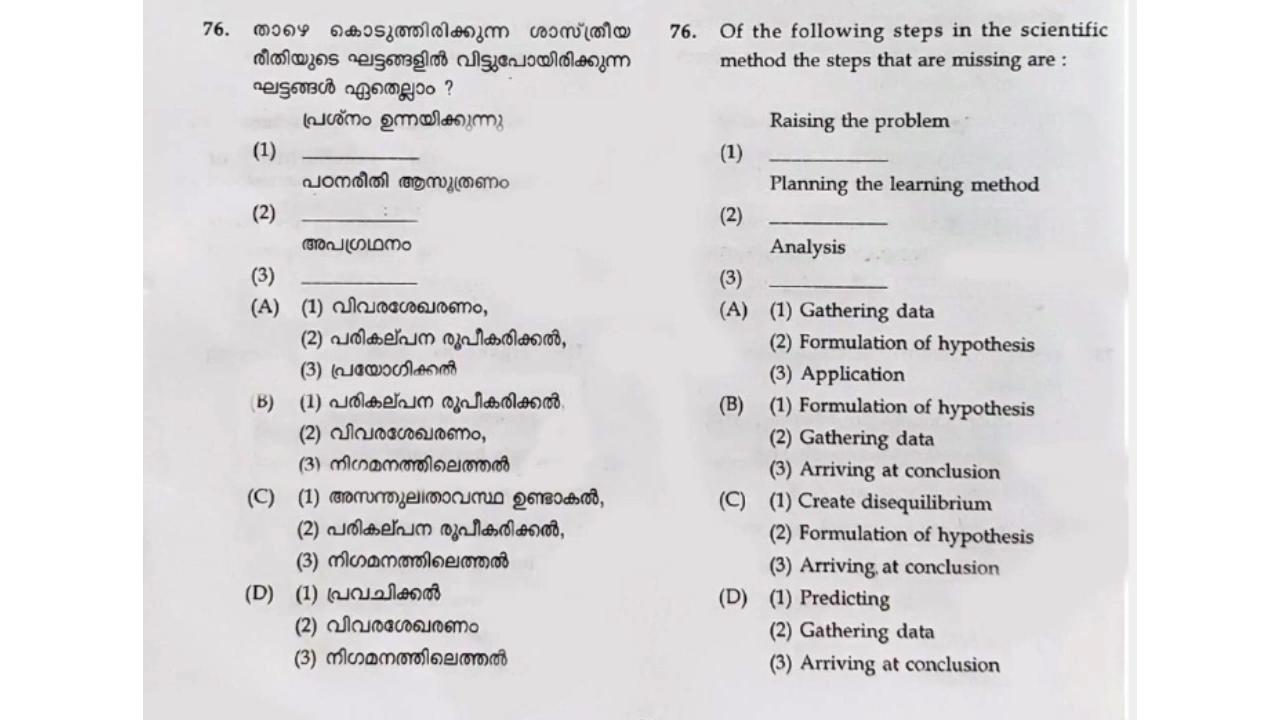 76. താഴെ കൊടുത്തിരിക്കുന്ന ശാസ്ത്രീയ
രീതിയുടെ ഘട്ടങ്ങളിൽ വിട്ടുപോയിരിക്കുന്ന
ഘട്ടങ്ങൾ ഏതെല്ലാം ?
പ്രശ്നം ഉന്നയിക്കുന്നു
(1) ________
പഠനരീതി ആസൂത്രണം
(2) ________
അപഗ്രഥനം
(3) ________
(A) (1) വിവരശേഖരണം,
(2) പരികല്പന രൂപീകരിക്കൽ,
(3) പ്രയോഗിക്കൽ
(B) (1) പരികല്പന രൂപീകരിക്കൽ,
(2) വിവരശേഖരണം,
(3) നിഗമനത്തിലെത്തൽ
(C) (1) അസന്തുലിതാവസ്ഥ ഉണ്ടാകൽ,
(2) പരികല്പന രൂപീകരിക്കൽ,
(3) നിഗമനത്തിലെത്തൽ
(D) (1) പ്രവചിക്കൽ
(2) വിവരശേഖരണം
(3) നിഗമനത്തിലെത്തൽ
76. Of the following steps in the scientific
method the steps that are missing are :
Raising the problem
(1) ________
Planning the learning method
(2) ________
Analysis
(3) ________
(A) (1) Gathering data
(2) Formulation of hypothesis
(3) Application
(B) (1) Formulation of hypothesis
(2) Gathering data
(3) Arriving at conclusion
(C) (1) Create disequilibrium
(2) Formulation of hypothesis
(3) Arriving at conclusion
(D) (1) Predicting
(2) Gathering data
(3) Arriving at conclusion